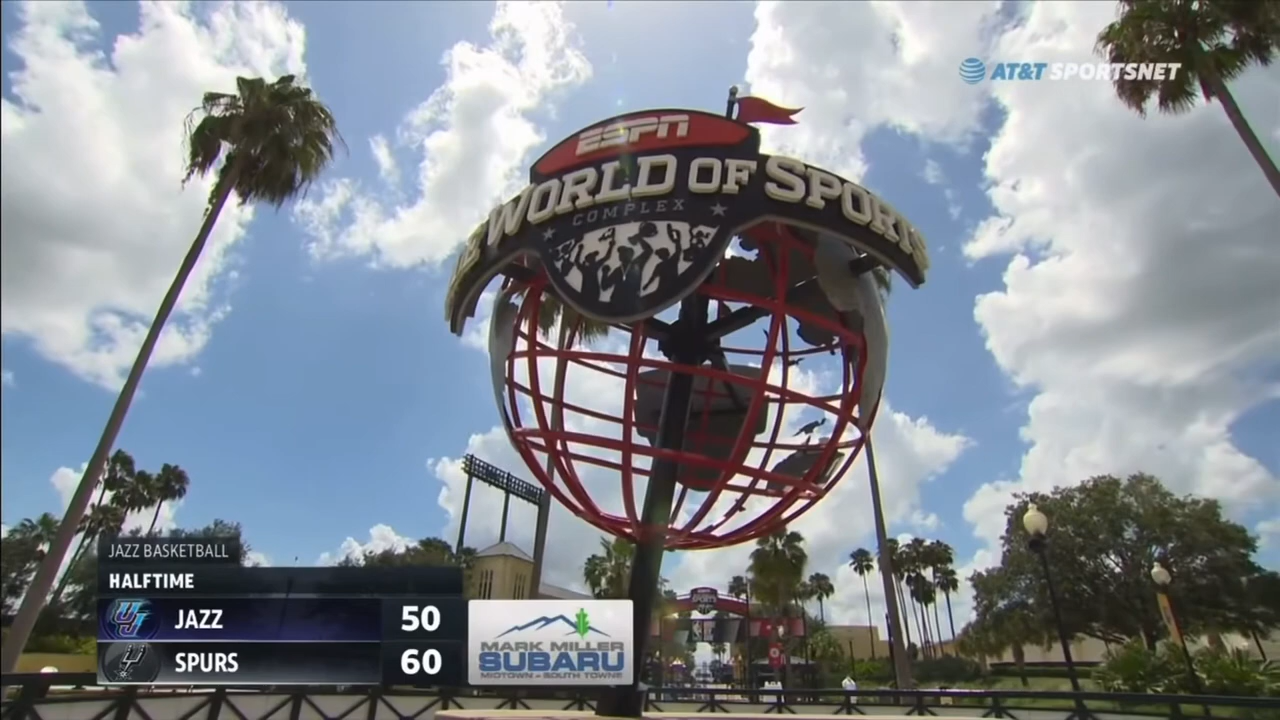 AT&T SPORTSNET
ESPN
WORLD OF SPORTS
COMPLEX
JAZZ BASKETBALL
HALFTIME
JAZZ 50
SPURS 60
MARK MILLER
SUBARU
MIDTOWN - SOUTH TOWNE